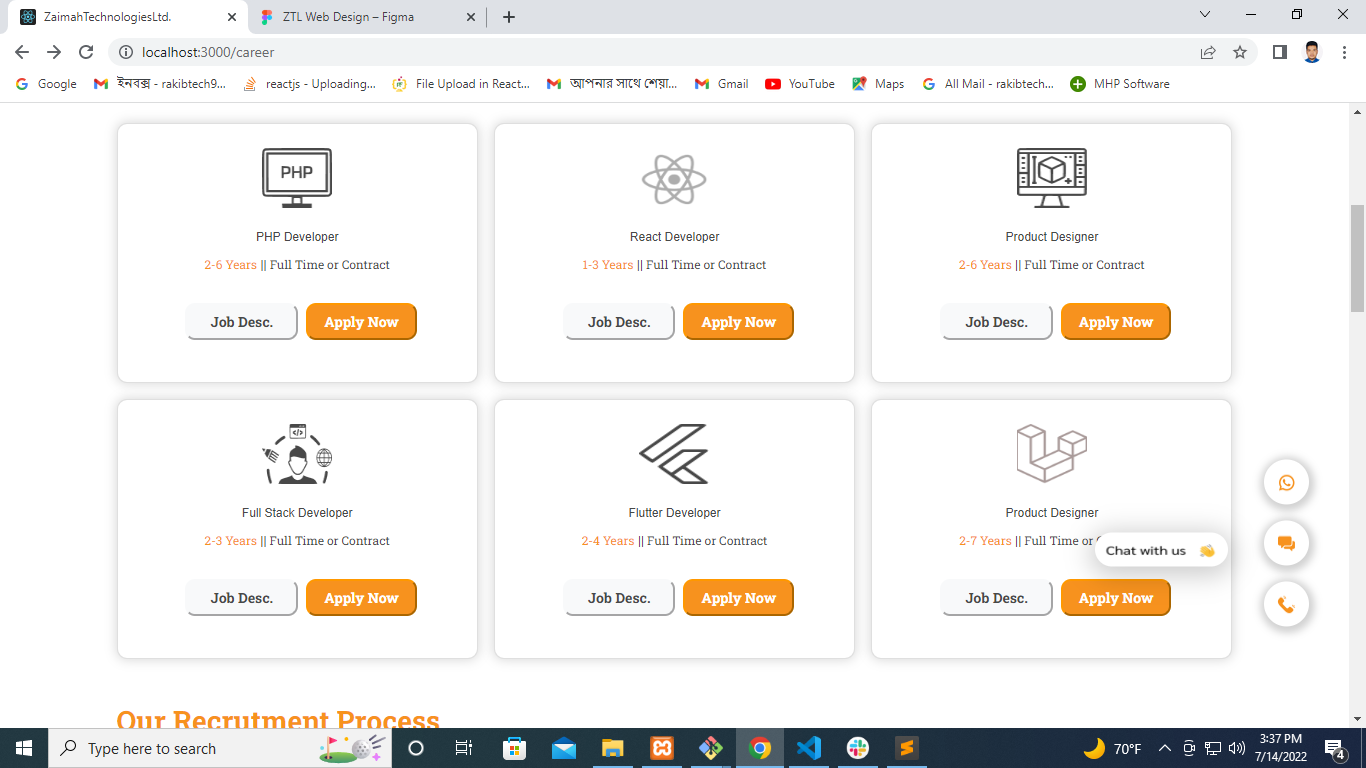 ZaimahTechnologiesLtd.
ZTL Web Design – Figma
localhost:3000/career
Google
ইনবক্স - rakibtech9...
reactjs - Uploading...
File Upload in React...
আপনার সাথে শেয়া...
Gmail
YouTube
Maps
All Mail - rakibtech...
MHP Software
PHP
PHP Developer
2-6 Years || Full Time or Contract
Job Desc.
Apply Now
React Developer
1-3 Years || Full Time or Contract
Job Desc.
Apply Now
Product Designer
2-6 Years || Full Time or Contract
Job Desc.
Apply Now
Full Stack Developer
2-3 Years || Full Time or Contract
Job Desc.
Apply Now
Flutter Developer
2-4 Years || Full Time or Contract
Job Desc.
Apply Now
Product Designer
2-7 Years || Full Time or
Job Desc.
Apply Now
Chat with us
Our Recrutment Process
Type here to search
70°F
3:37 PM
7/14/2022
4